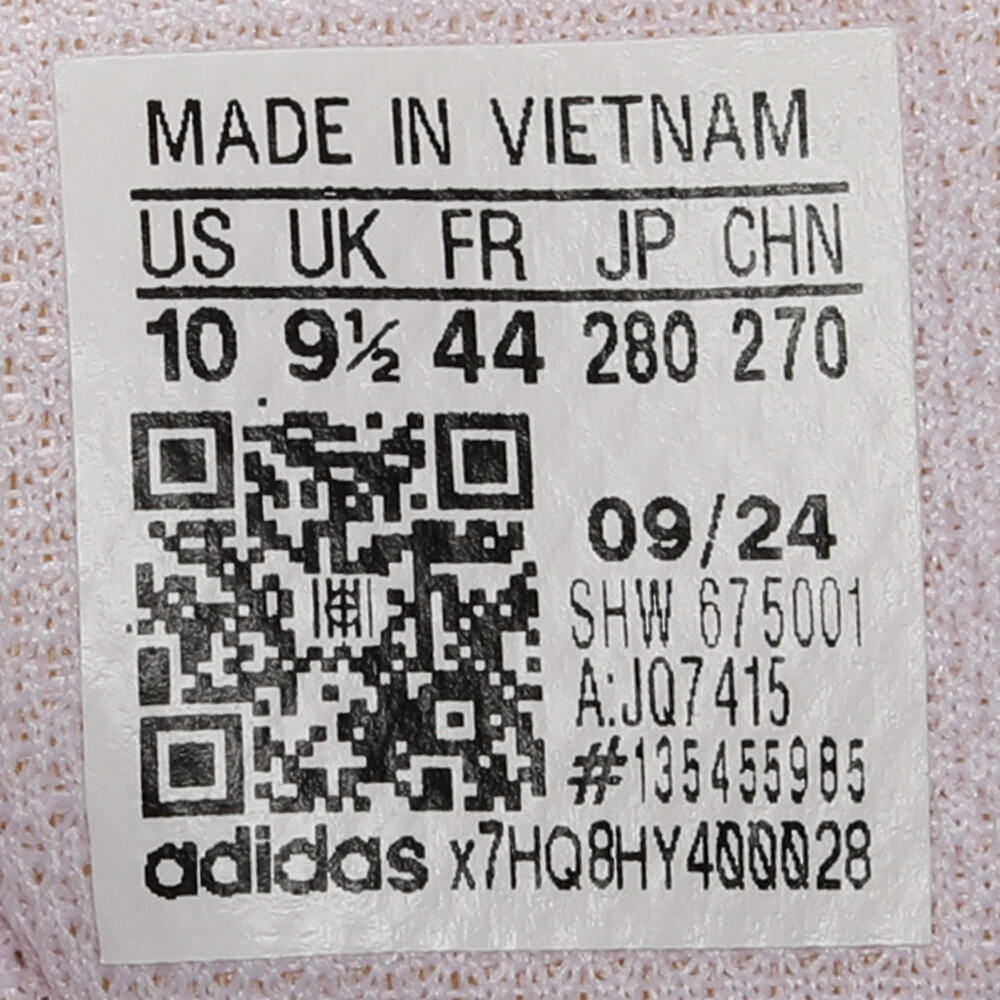 MADE IN VIETNAM
US UK FR JP CHN
10 9½ 44 280 270
09/24
SHW 675001
A:JQ7415
#135455985
adidas x7HQ8HY4000028